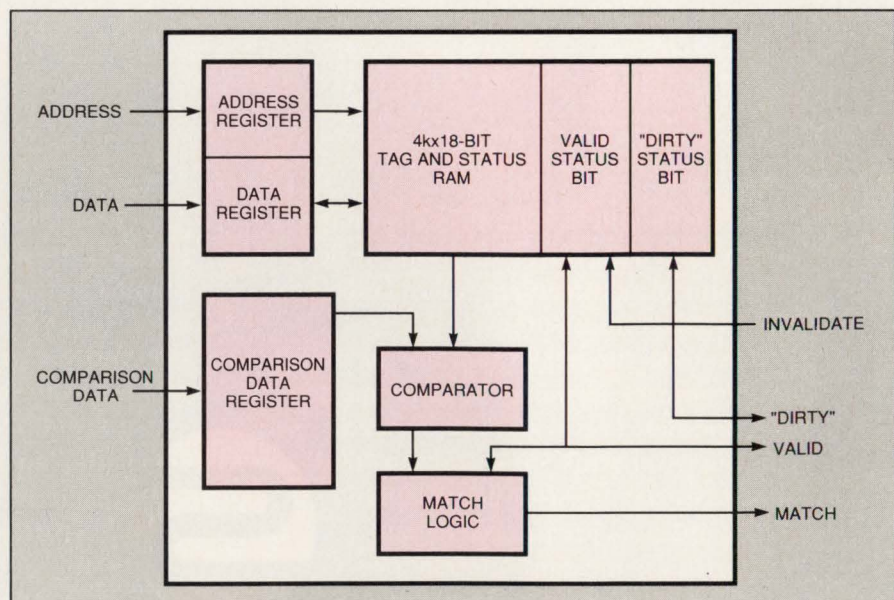 ADDRESS
ADDRESS
REGISTER
4kx18-BIT
TAG AND STATUS
RAM
VALID
STATUS
BIT
"DIRTY"
STATUS
BIT
DATA
DATA
REGISTER
INVALIDATE
COMPARISON
DATA
COMPARISON
DATA
REGISTER
COMPARATOR
"DIRTY"
VALID
MATCH
LOGIC
MATCH